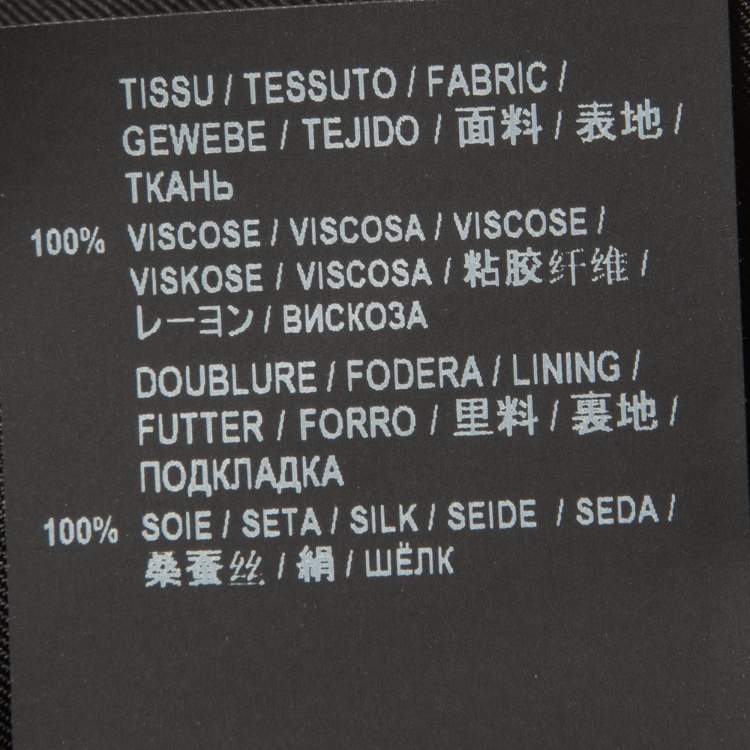 TISSU / TESSUTO / FABRIC /
GEWEBE / TEJIDO / 面料 / 表地 /
ТКАНЬ
100% VISCOSE / VISCOSA / VISCOSE /
VISKOSE / VISCOSA / 粘胶纤维 /
レーヨン / ВИСКОЗА
DOUBLURE / FODERA / LINING /
FUTTER / FORRO / 里料 / 裏地 /
ПОДКЛАДКА
100% SOIE / SETA / SILK / SEIDE / SEDA /
桑蚕丝 / 絹 / ШЁЛК